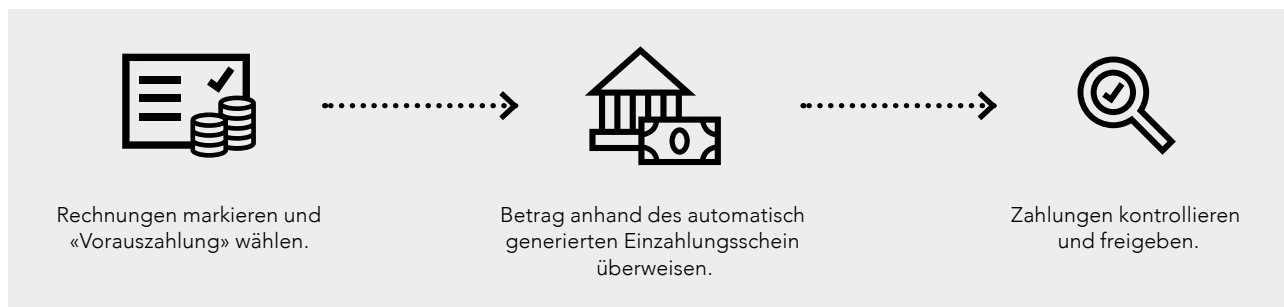 Rechnungen markieren und
«Vorauszahlung» wählen.
Betrag anhand des automatisch
generierten Einzahlungsschein
überweisen.
Zahlungen kontrollieren
und freigeben.